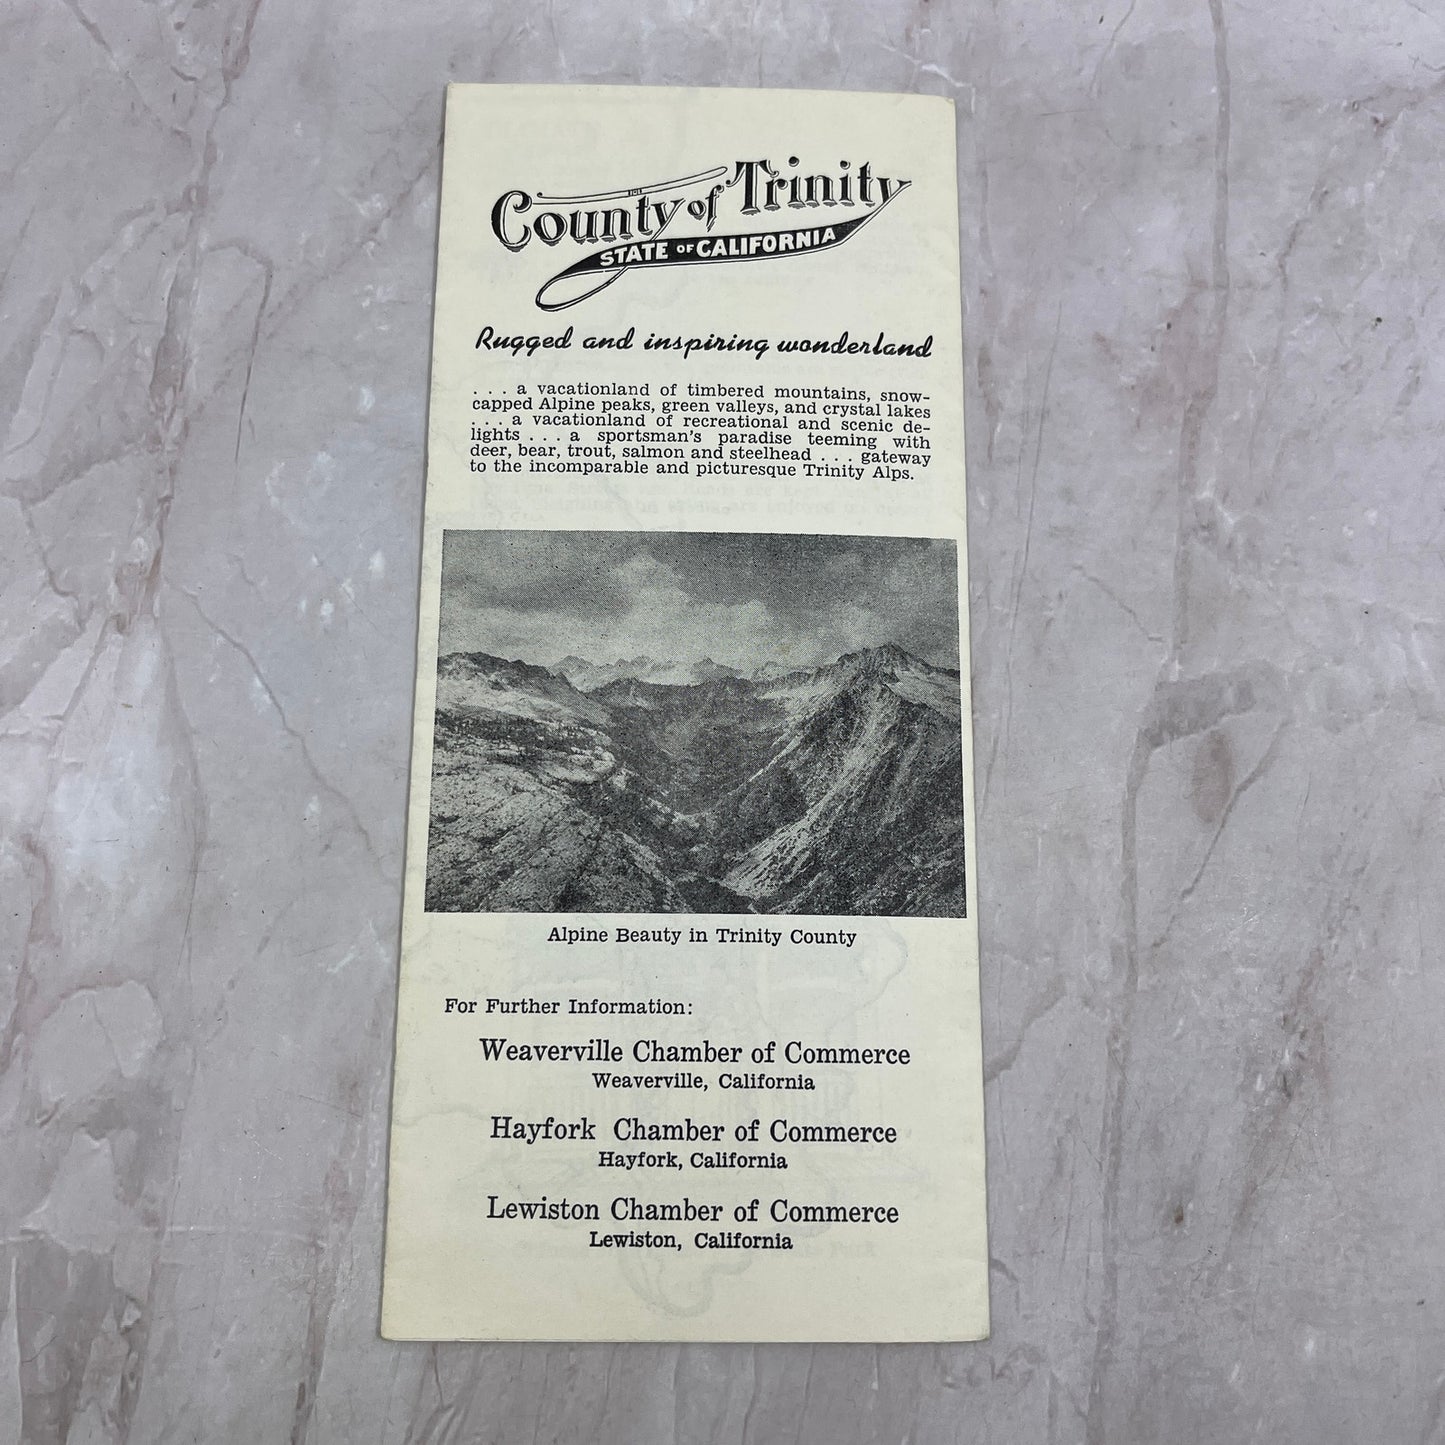 County of Trinity
STATE OF CALIFORNIA
Rugged and inspiring wonderland
. . . a vacationland of timbered mountains, snow-
capped Alpine peaks, green valleys, and crystal lakes
. . . a vacationland of recreational and scenic de-
lights . . . a sportsman's paradise teeming with
deer, bear, trout, salmon and steelhead . . . gateway
to the incomparable and picturesque Trinity Alps.
Alpine Beauty in Trinity County
For Further Information:
Weaverville Chamber of Commerce
Weaverville, California
Hayfork Chamber of Commerce
Hayfork, California
Lewiston Chamber of Commerce
Lewiston, California